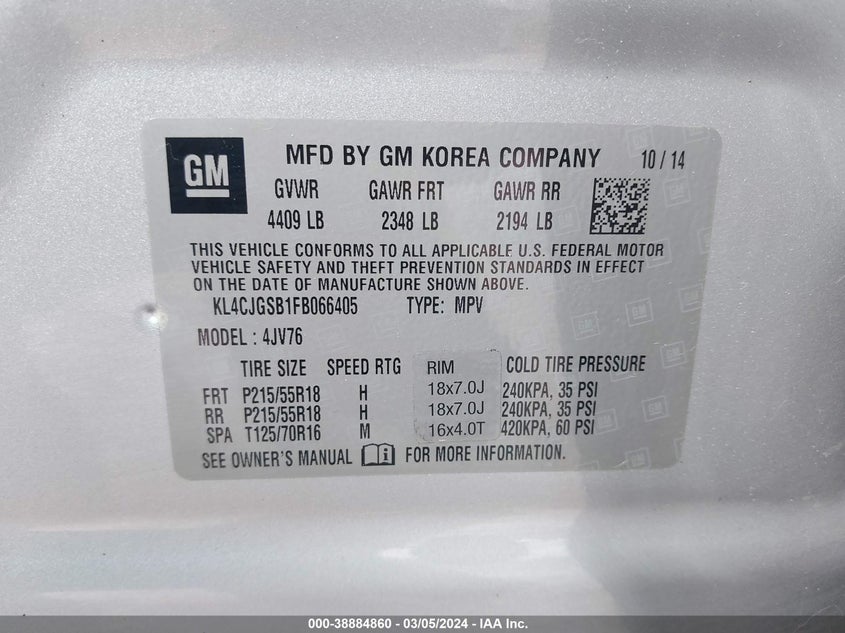 GM
MFD BY GM KOREA COMPANY 10 / 14
GVWR GAWR FRT GAWR RR
4409 LB 2348 LB 2194 LB
THIS VEHICLE CONFORMS TO ALL APPLICABLE U.S. FEDERAL MOTOR
VEHICLE SAFETY AND THEFT PREVENTION STANDARDS IN EFFECT
ON THE DATE OF MANUFACTURE SHOWN ABOVE.
KL4CJGSB1FB066405 TYPE: MPV
MODEL : 4JV76
TIRE SIZE SPEED RTG RIM COLD TIRE PRESSURE
FRT P215/55R18 H 18x7.0J 240KPA, 35 PSI
RR P215/55R18 H 18x7.0J 240KPA, 35 PSI
SPA T125/70R16 M 16x4.0T 420KPA, 60 PSI
SEE OWNER'S MANUAL FOR MORE INFORMATION.
000-38884860 — 03/05/2024 — IAA Inc.